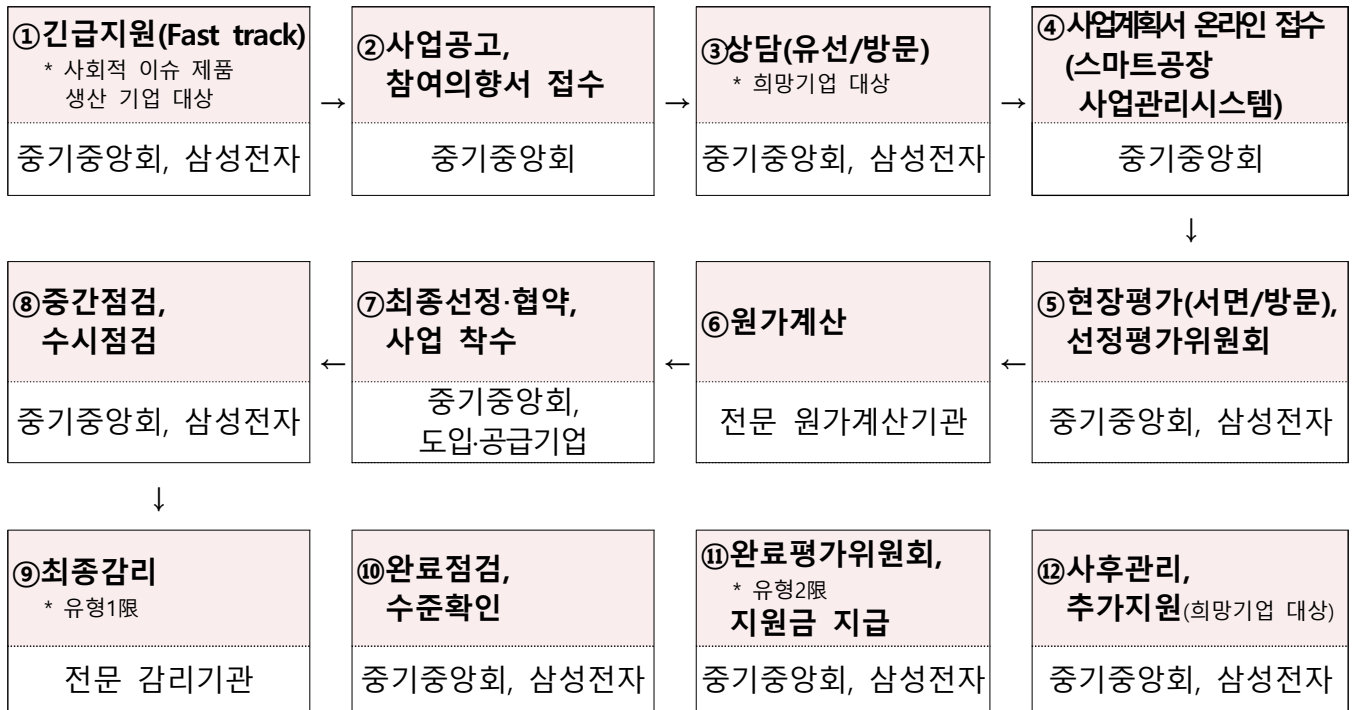 ①긴급지원(Fast track)
* 사회적 이슈 제품
생산 기업 대상
중기중앙회, 삼성전자
→
②사업공고,
참여의향서 접수
중기중앙회
→
③상담(유선/방문)
* 희망기업 대상
중기중앙회, 삼성전자
→
④사업계획서 온라인 접수
(스마트공장
사업관리시스템)
중기중앙회
↓
⑤현장평가(서면/방문),
선정평가위원회
중기중앙회, 삼성전자
←
⑥원가계산
전문 원가계산기관
←
⑦최종선정·협약,
사업 착수
중기중앙회,
도입·공급기업
←
⑧중간점검,
수시점검
중기중앙회, 삼성전자
↓
⑨최종감리
* 유형1限
전문 감리기관
⑩완료점검,
수준확인
중기중앙회, 삼성전자
⑪완료평가위원회,
* 유형2限
지원금 지급
중기중앙회, 삼성전자
⑫사후관리,
추가지원(희망기업 대상)
중기중앙회, 삼성전자